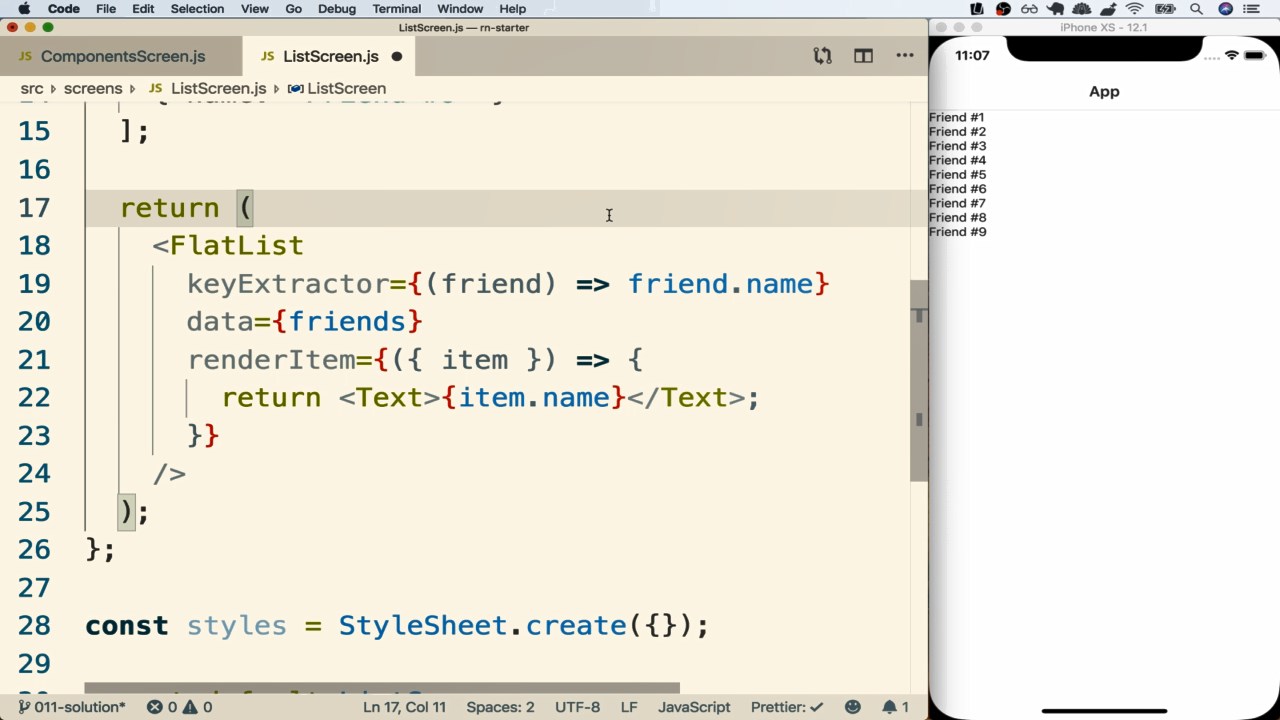 Code File Edit Selection View Go Debug Terminal Window Help
ListScreen.js — rn-starter
JS ComponentsScreen.js
JS ListScreen.js
src screens JS ListScreen.js ListScreen
15 ];
16
17 return (
18 <FlatList
19 keyExtractor={(friend) => friend.name}
20 data={friends}
21 renderItem={({ item }) => {
22 return <Text>{item.name}</Text>;
23 }}
24 />
25 );
26 };
27
28 const styles = StyleSheet.create({});
29
011-solution* 0 0 Ln 17, Col 11 Spaces: 2 UTF-8 LF JavaScript Prettier: 1
iPhone XS - 12.1
11:07
App
Friend #1
Friend #2
Friend #3
Friend #4
Friend #5
Friend #6
Friend #7
Friend #8
Friend #9